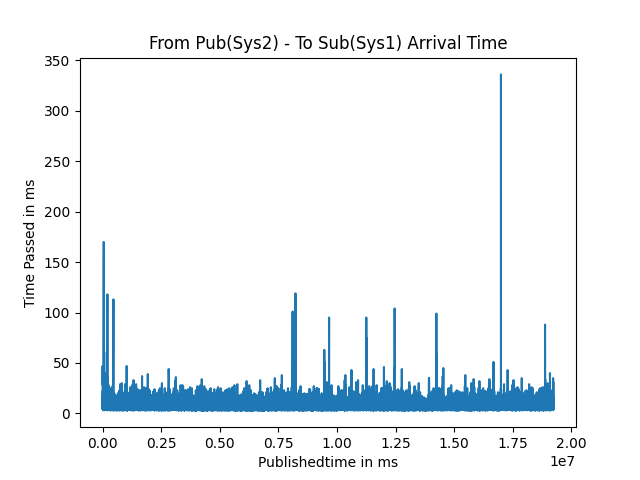 From Pub(Sys2) - To Sub(Sys1) Arrival Time
350
300
250
200
150
100
50
0
Time Passed in ms
0.00 0.25 0.50 0.75 1.00 1.25 1.50 1.75 2.00
1e7
Publishedtime in ms